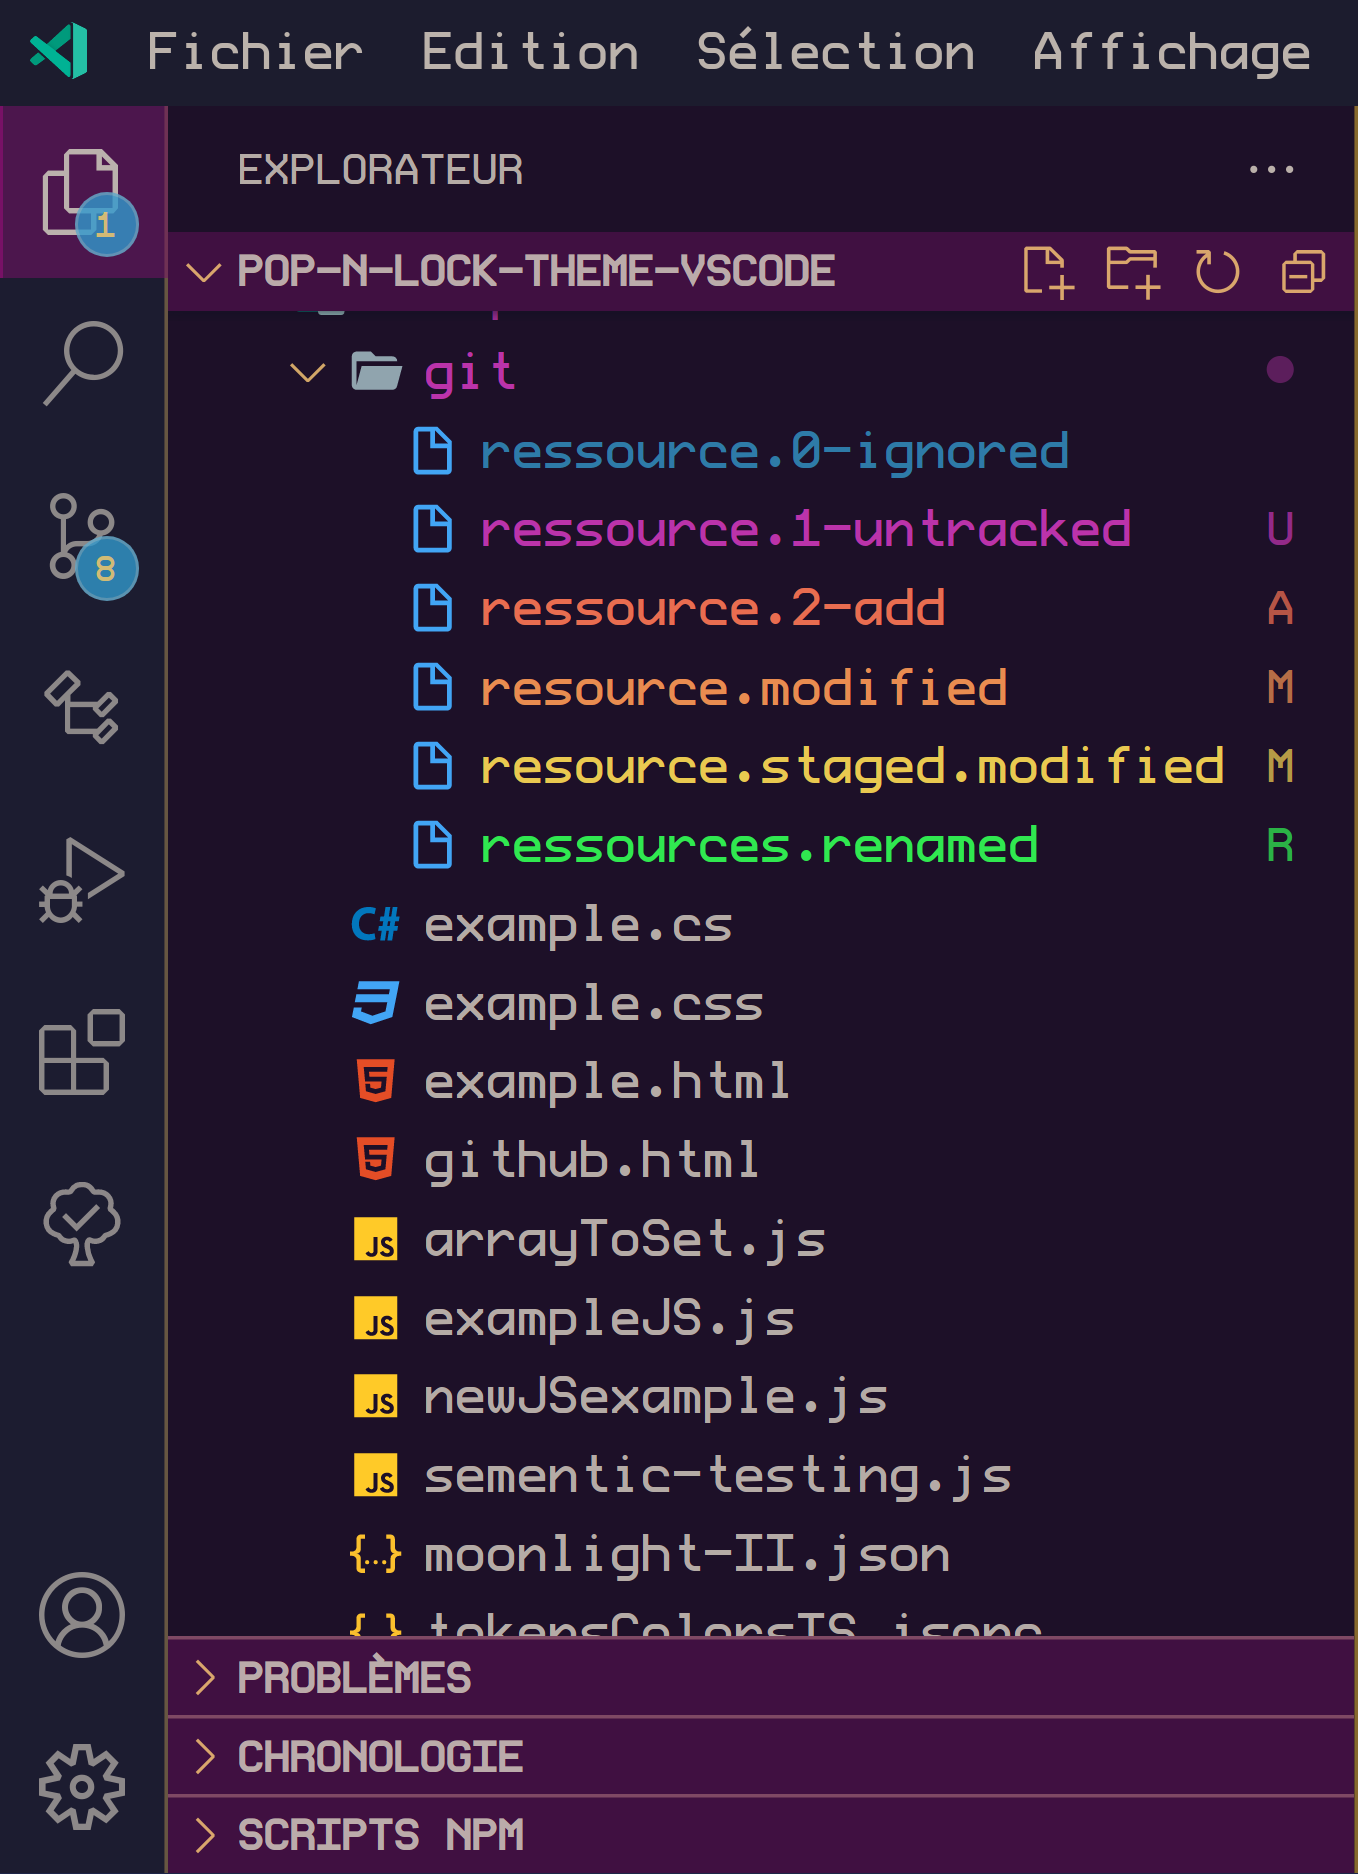 Fichier Edition Sélection Affichage
1
EXPLORATEUR ...
POP-N-LOCK-THEME-VSCODE
git
ressource.0-ignored
ressource.1-untracked U
8
ressource.2-add A
resource.modified M
resource.staged.modified M
ressources.renamed R
C# example.cs
example.css
5 example.html
5 github.html
JS arrayToSet.js
JS exampleJS.js
JS newJSexample.js
JS sementic-testing.js
{...} moonlight-II.json
PROBLÈMES
CHRONOLOGIE
SCRIPTS NPM